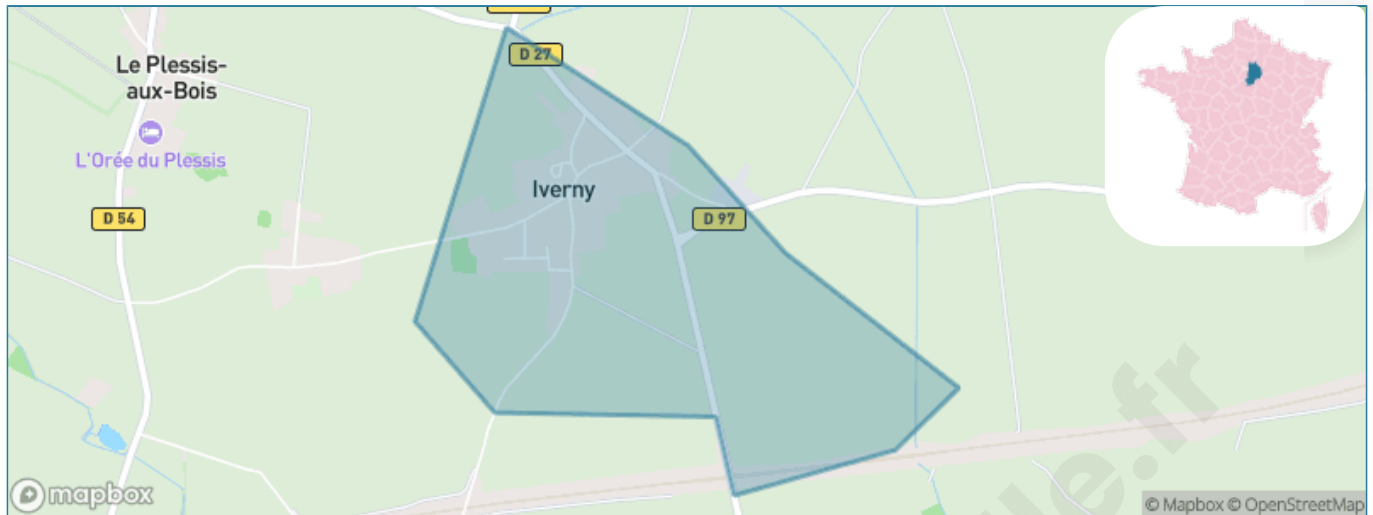 D 27
Le Plessis-
aux-Bois
L'Orée du Plessis
Iverny
D 54
D 97
mapbox
© Mapbox © OpenStreetMap